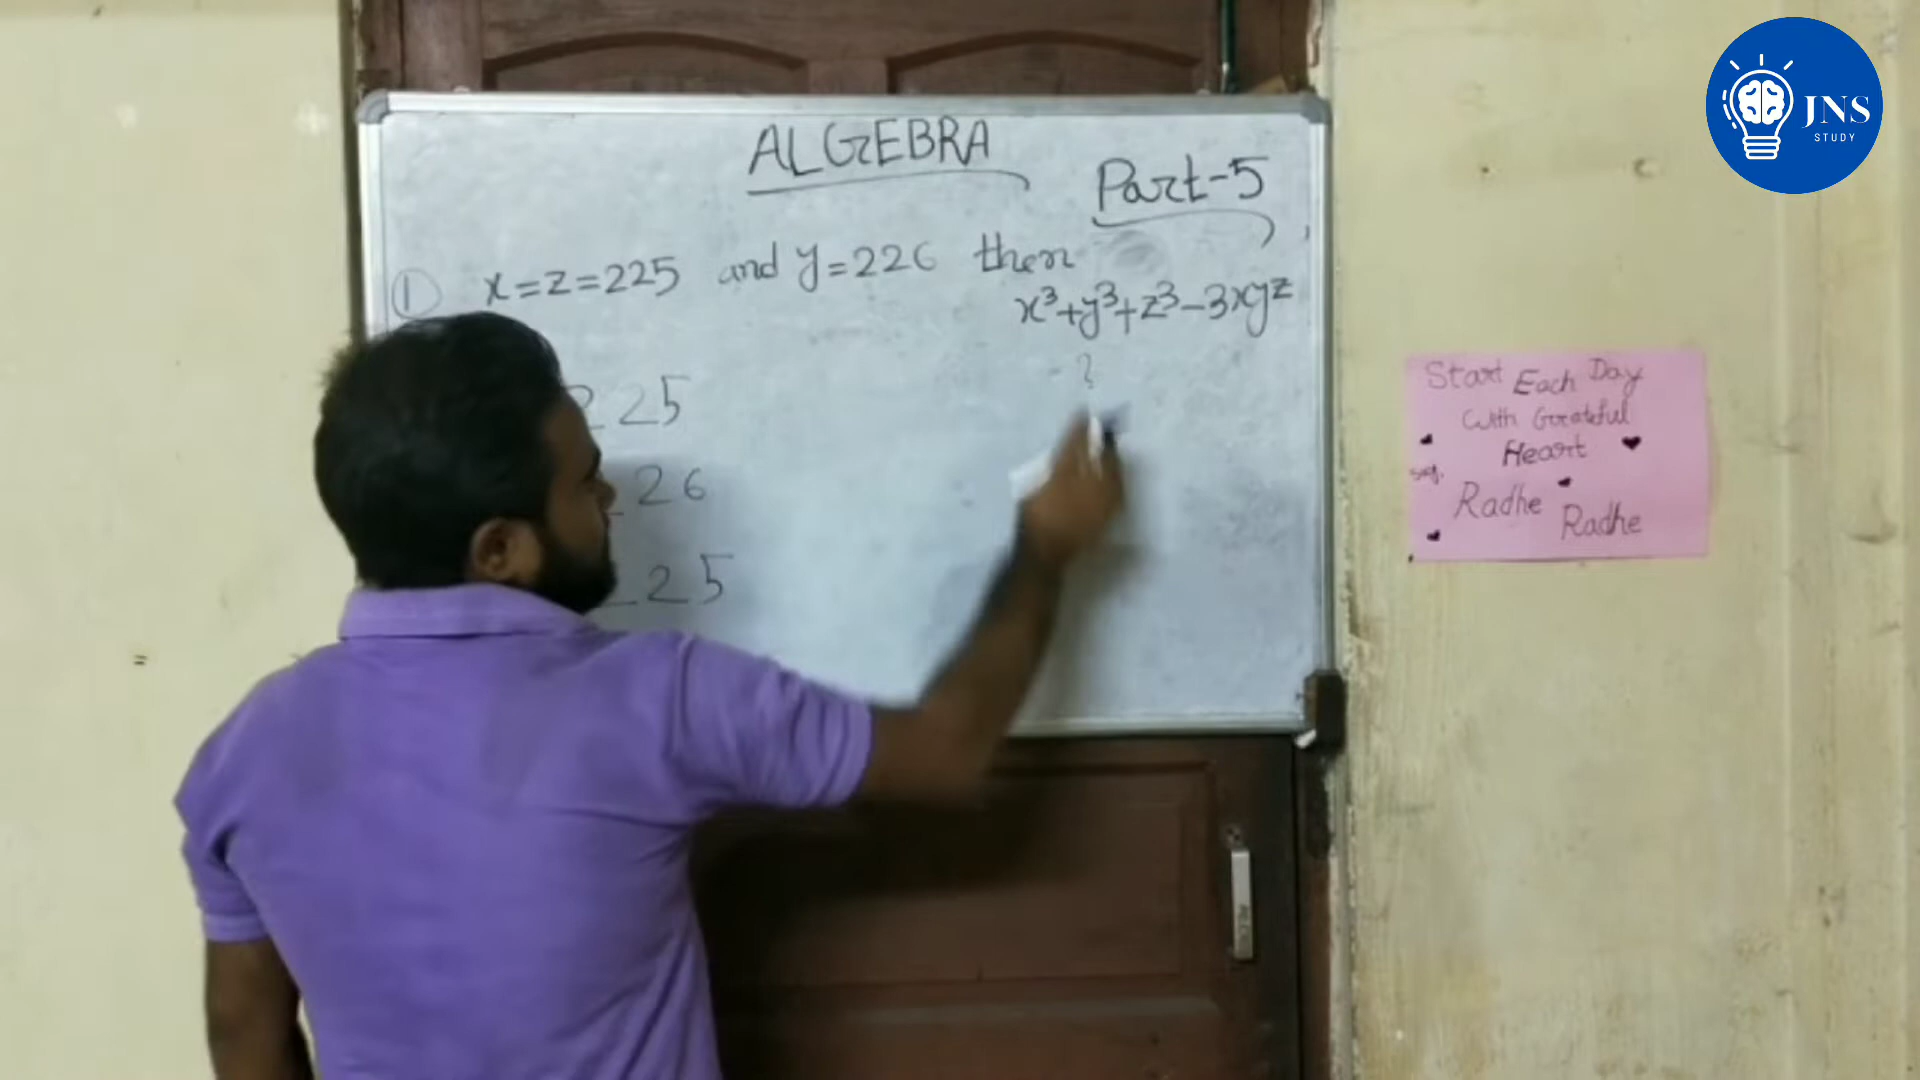 ALGEBRA
Part-5
① x=z=225 and y=226 then
x³+y³+z³-3xyz
?
225
26
225
Start Each Day
With Grateful
Heart
Radhe
Radhe
JNS
STUDY